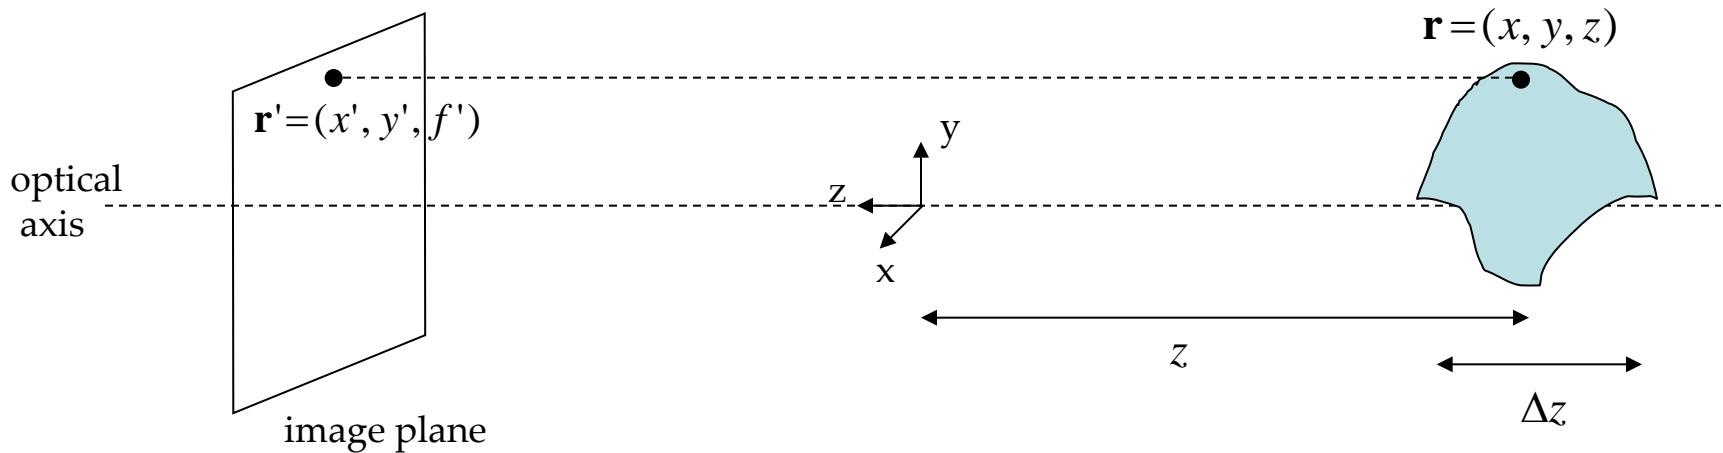 r=(x, y, z)
r'=(x', y', f')
y
optical
axis
z
x
z
Δz
image plane